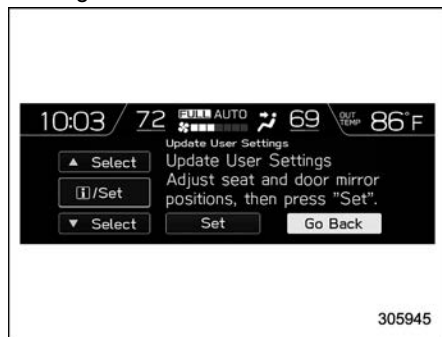 10:03 72 FULL AUTO 69 OUT TEMP 86°F
Update User Settings
▲ Select Update User Settings
Adjust seat and door mirror
i/Set positions, then press "Set".
▼ Select Set Go Back
305945